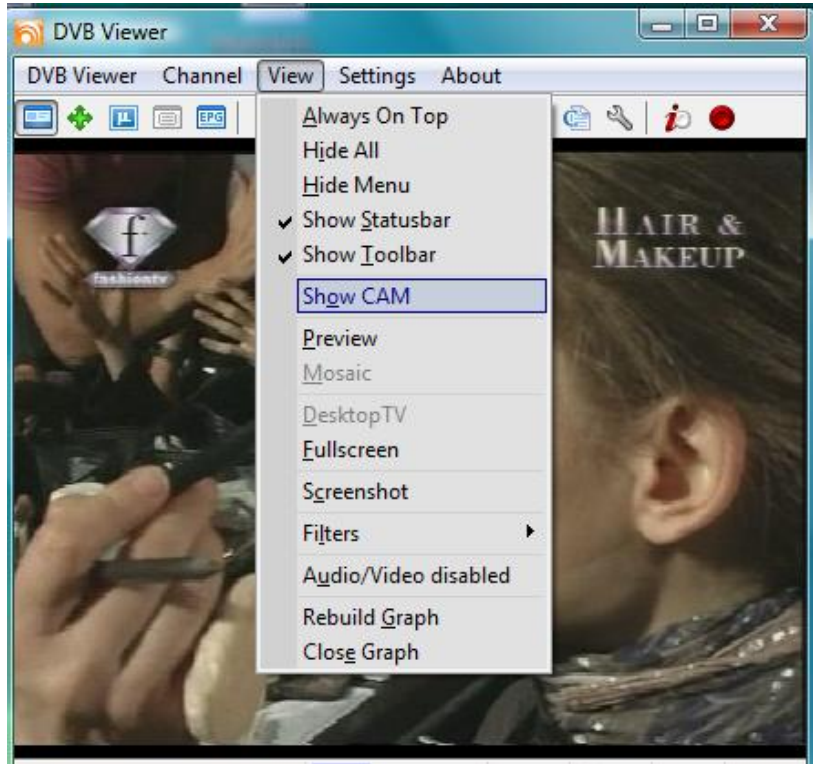 DVB Viewer
DVB Viewer Channel View Settings About
µ EPG i
Always On Top
Hide All
Hide Menu
Show Statusbar
Show Toolbar
Show CAM
Preview
Mosaic
DesktopTV
Fullscreen
Screenshot
Filters
Audio/Video disabled
Rebuild Graph
Close Graph
f
fashiontv
HAIR &
MAKEUP